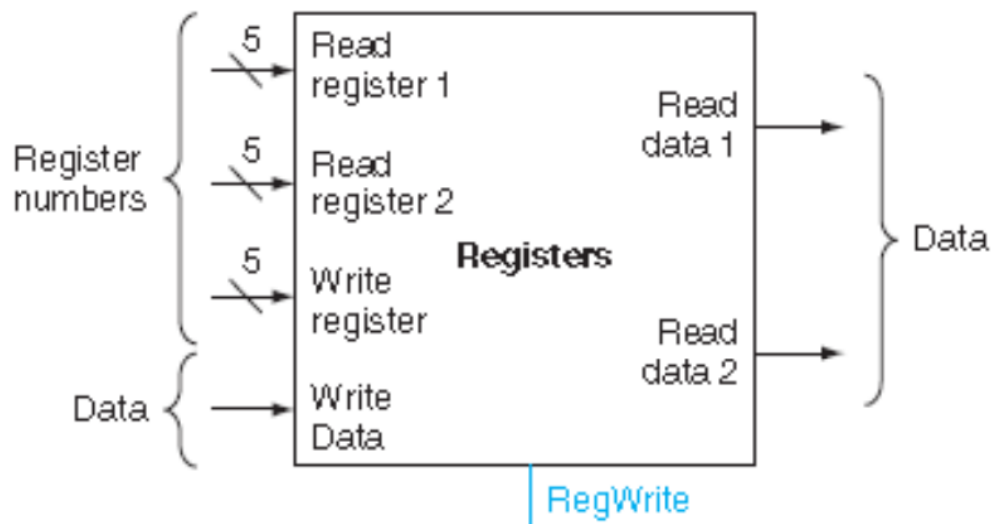 Register
numbers
Data
5
Read
register 1
5
Read
register 2
5
Write
register
Write
Data
Registers
Read
data 1
Read
data 2
Data
RegWrite